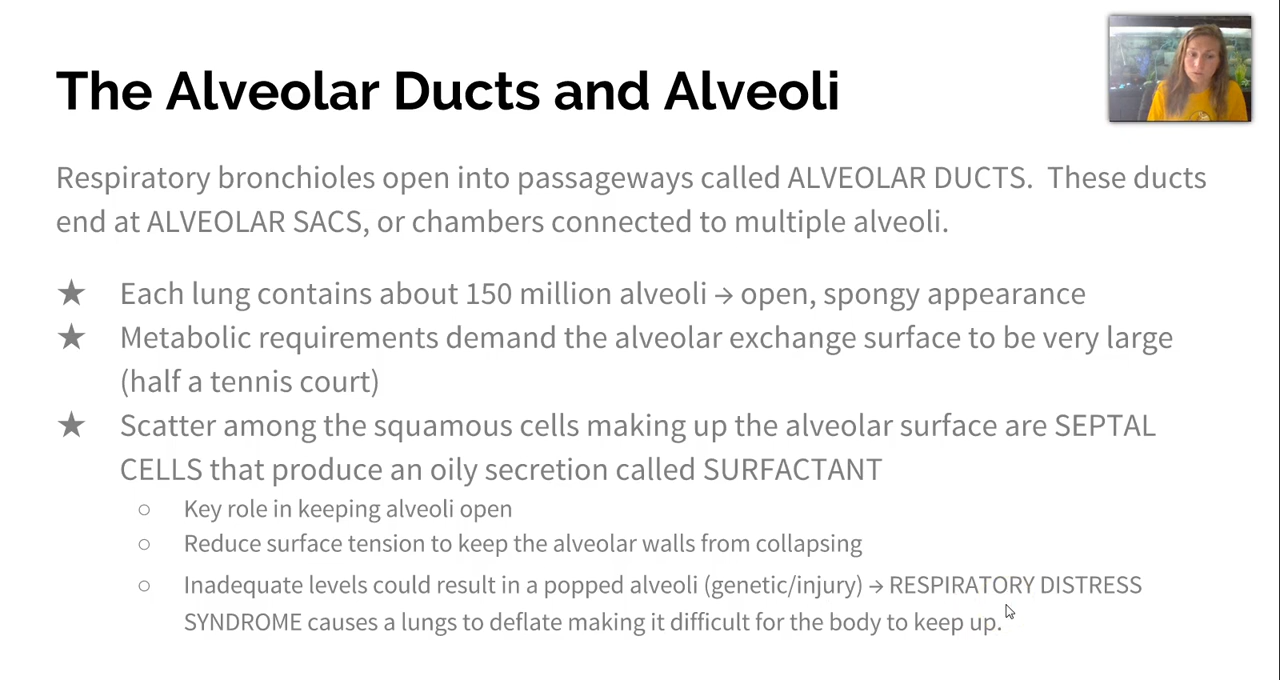 The Alveolar Ducts and Alveoli
Respiratory bronchioles open into passageways called ALVEOLAR DUCTS.  These ducts
end at ALVEOLAR SACS, or chambers connected to multiple alveoli.
★ Each lung contains about 150 million alveoli → open, spongy appearance
★ Metabolic requirements demand the alveolar exchange surface to be very large
(half a tennis court)
★ Scatter among the squamous cells making up the alveolar surface are SEPTAL
CELLS that produce an oily secretion called SURFACTANT
○ Key role in keeping alveoli open
○ Reduce surface tension to keep the alveolar walls from collapsing
○ Inadequate levels could result in a popped alveoli (genetic/injury) → RESPIRATORY DISTRESS
SYNDROME causes a lungs to deflate making it difficult for the body to keep up.